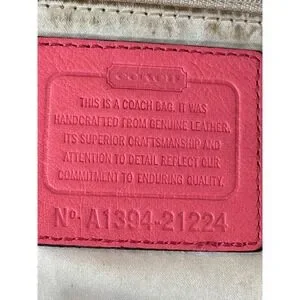 COACH
THIS IS A COACH BAG. IT WAS
HANDCRAFTED FROM GENUINE LEATHER.
ITS SUPERIOR CRAFTSMANSHIP AND
ATTENTION TO DETAIL REFLECT OUR
COMMITMENT TO ENDURING QUALITY.
Nº A1394-21224